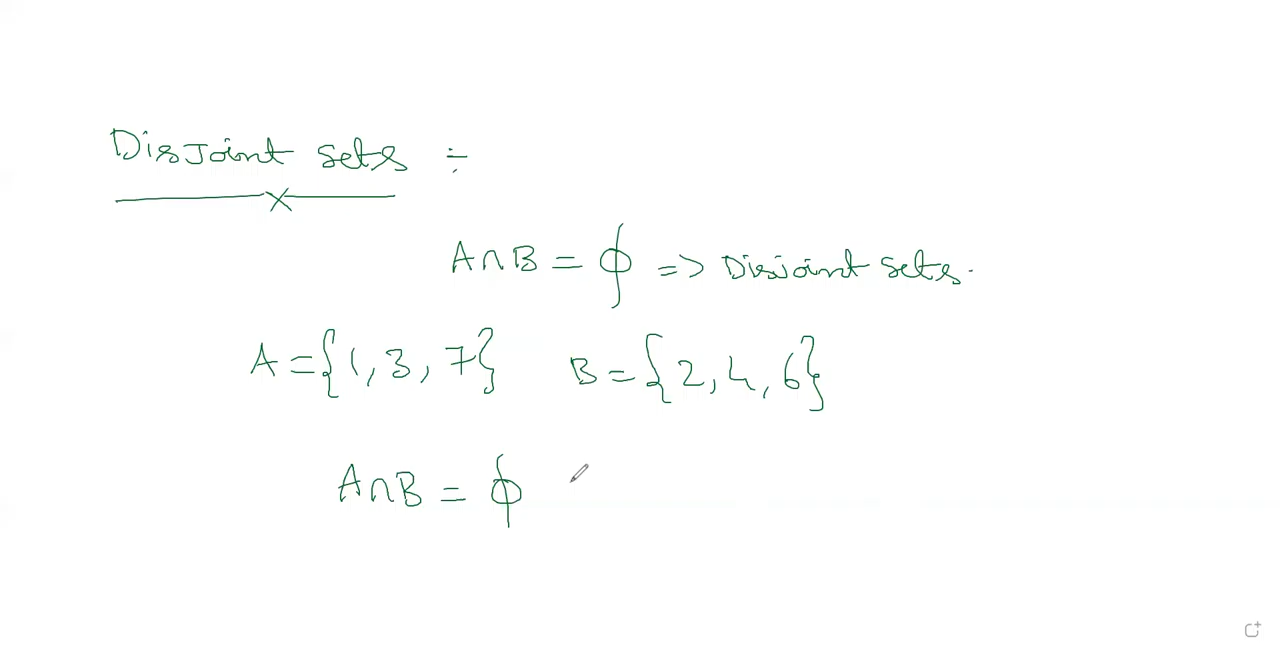 DisJoint sets ÷
A∩B = ϕ => Disjoint sets.
A={1, 3, 7} B={2, 4, 6}
A∩B = ϕ